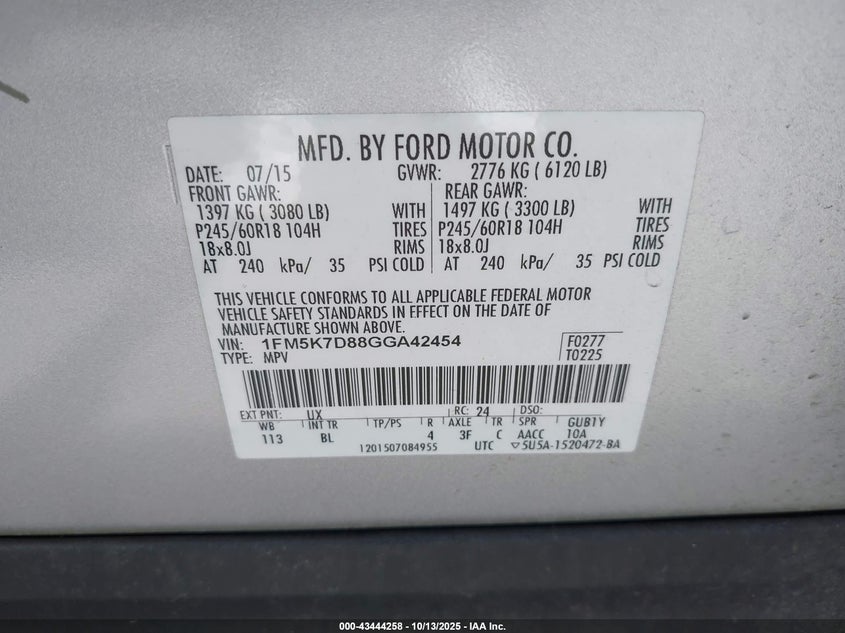 MFD. BY FORD MOTOR CO.
DATE: 07/15 GVWR: 2776 KG ( 6120 LB)
FRONT GAWR: REAR GAWR:
1397 KG ( 3080 LB) WITH 1497 KG ( 3300 LB) WITH
P245/60R18 104H TIRES P245/60R18 104H TIRES
18x8.0J RIMS 18x8.0J RIMS
AT 240 kPa/ 35 PSI COLD AT 240 kPa/ 35 PSI COLD
THIS VEHICLE CONFORMS TO ALL APPLICABLE FEDERAL MOTOR
VEHICLE SAFETY STANDARDS IN EFFECT ON THE DATE OF
MANUFACTURE SHOWN ABOVE.
VIN: 1FM5K7D88GGA42454 F0277
TYPE: MPV T0225
EXT PNT: UX RC: 24 DSO:
WB INT TR TP/PS R AXLE TR SPR GUB1Y
113 BL 4 3F C AACC 10A
1201507084955 UTC ▽5U5A-1520472-BA
000-43444258 - 10/13/2025 - IAA Inc.